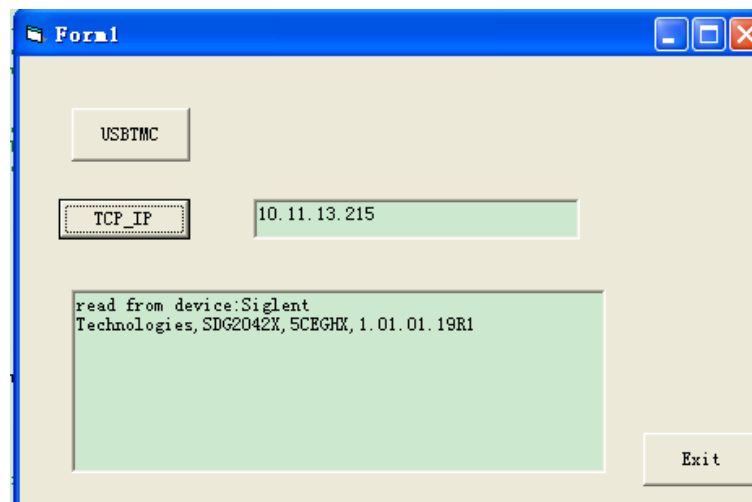 Form1
USBTMC
TCP_IP
10.11.13.215
read from device:Siglent
Technologies,SDG2042X,5CEGHX,1.01.01.19R1
Exit